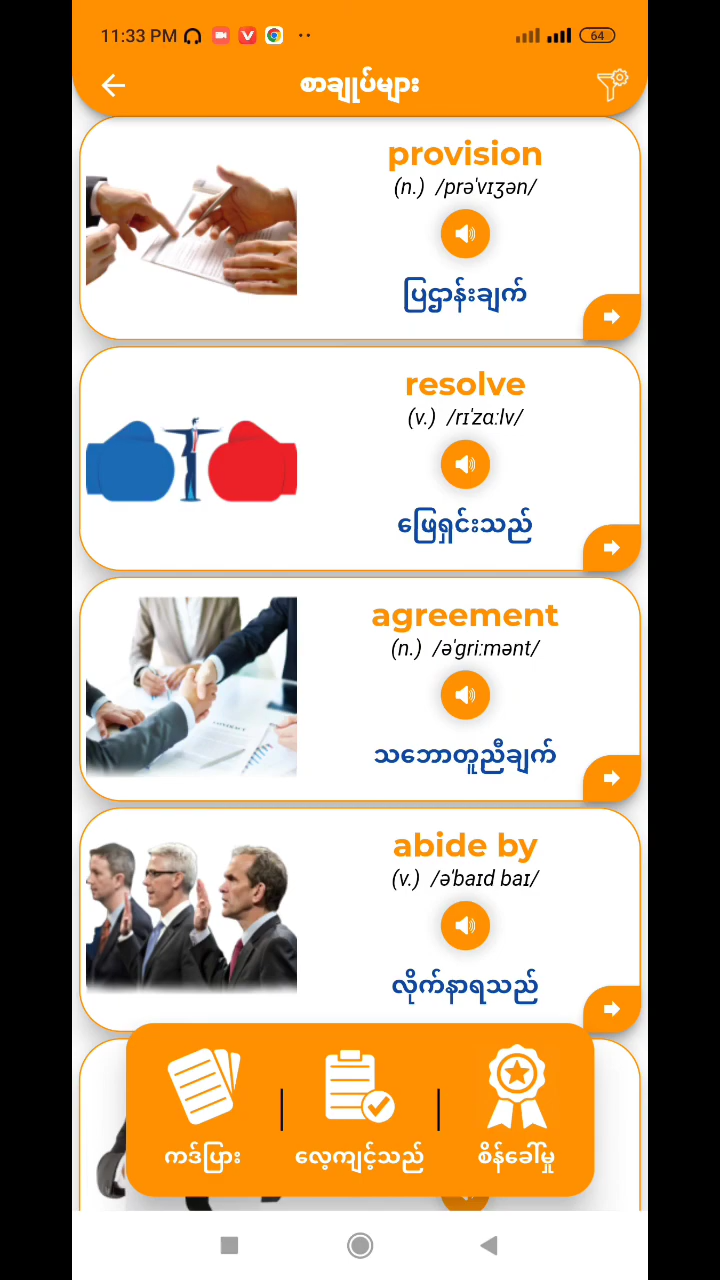 11:33 PM
64
စာချုပ်များ
provision
(n.) /prəˈvɪʒən/
ပြဌာန်းချက်
resolve
(v.) /rɪˈzɑːlv/
ဖြေရှင်းသည်
agreement
(n.) /əˈɡriːmənt/
သဘောတူညီချက်
CONTRACT
abide by
(v.) /əˈbaɪd baɪ/
လိုက်နာရသည်
ကဒ်ပြား
လေ့ကျင့်သည်
စိန်ခေါ်မှု